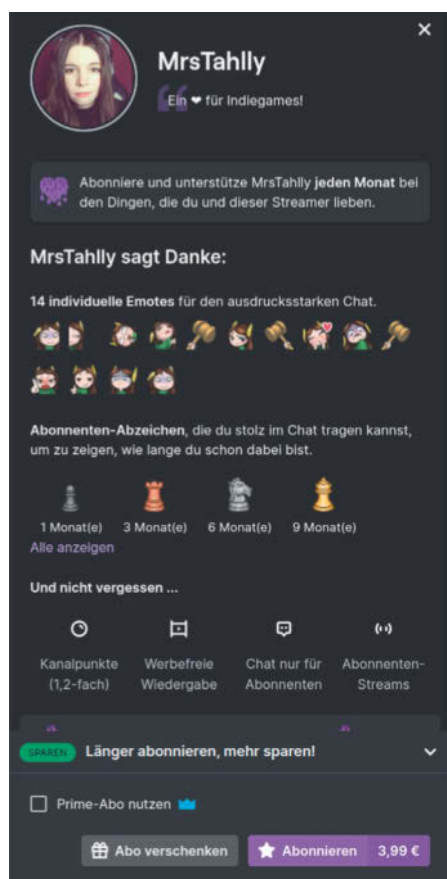 MrsTahlly
Ein ❤ für Indiegames!
Abonniere und unterstütze MrsTahlly jeden Monat bei
den Dingen, die du und dieser Streamer lieben.
MrsTahlly sagt Danke:
14 individuelle Emotes für den ausdrucksstarken Chat.
Abonnenten-Abzeichen, die du stolz im Chat tragen kannst,
um zu zeigen, wie lange du schon dabei bist.
1 Monat(e) 3 Monat(e) 6 Monat(e) 9 Monat(e)
Alle anzeigen
Und nicht vergessen ...
Kanalpunkte Werbefreie Chat nur für Abonnenten-
(1,2-fach) Wiedergabe Abonnenten Streams
SPAREN Länger abonnieren, mehr sparen!
Prime-Abo nutzen
Abo verschenken Abonnieren 3,99 €